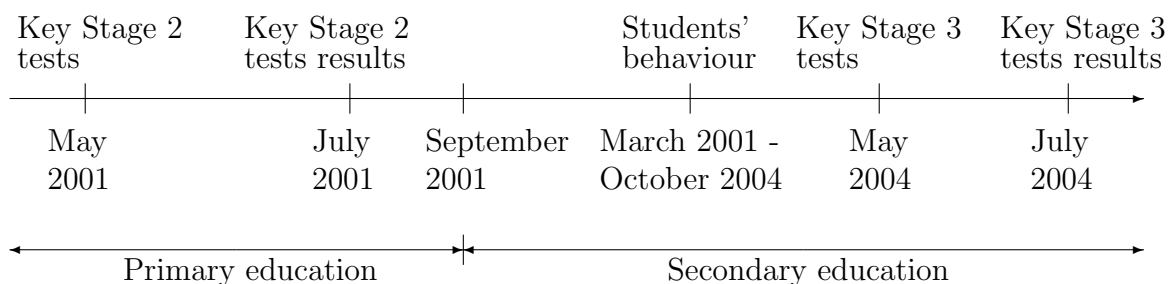 Key Stage 2
tests
Key Stage 2
tests results
Students'
behaviour
Key Stage 3
tests
Key Stage 3
tests results
May
2001
July
2001
September
2001
March 2001 -
October 2004
May
2004
July
2004
Primary education
Secondary education